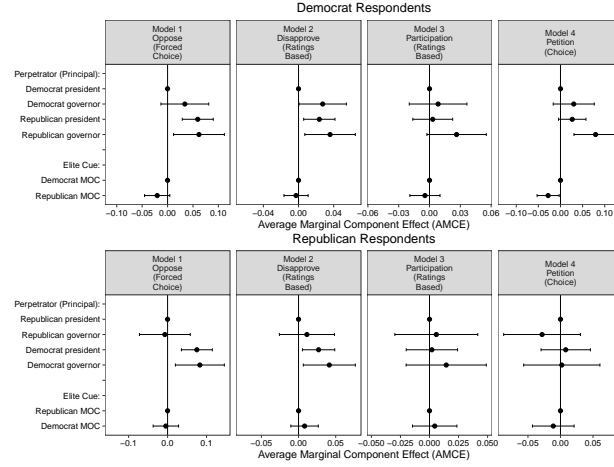 Democrat Respondents
Model 1
Oppose
(Forced
Choice)
Model 2
Disapprove
(Ratings
Based)
Model 3
Participation
(Ratings
Based)
Model 4
Petition
(Choice)
Perpetrator (Principal):
Democrat president
Democrat governor
Republican president
Republican governor
Elite Cue:
Democrat MOC
Republican MOC
−0.10 −0.05 0.00 0.05 0.10
−0.04 0.00 0.04
−0.06 −0.03 0.00 0.03 0.06
−0.10 −0.05 0.00 0.05 0.10
Average Marginal Component Effect (AMCE)
Republican Respondents
Model 1
Oppose
(Forced
Choice)
Model 2
Disapprove
(Ratings
Based)
Model 3
Participation
(Ratings
Based)
Model 4
Petition
(Choice)
Perpetrator (Principal):
Republican president
Republican governor
Democrat president
Democrat governor
Elite Cue:
Republican MOC
Democrat MOC
−0.1 0.0 0.1
−0.05 0.00 0.05
−0.050 −0.025 0.000 0.025 0.050
−0.05 0.00 0.05
Average Marginal Component Effect (AMCE)